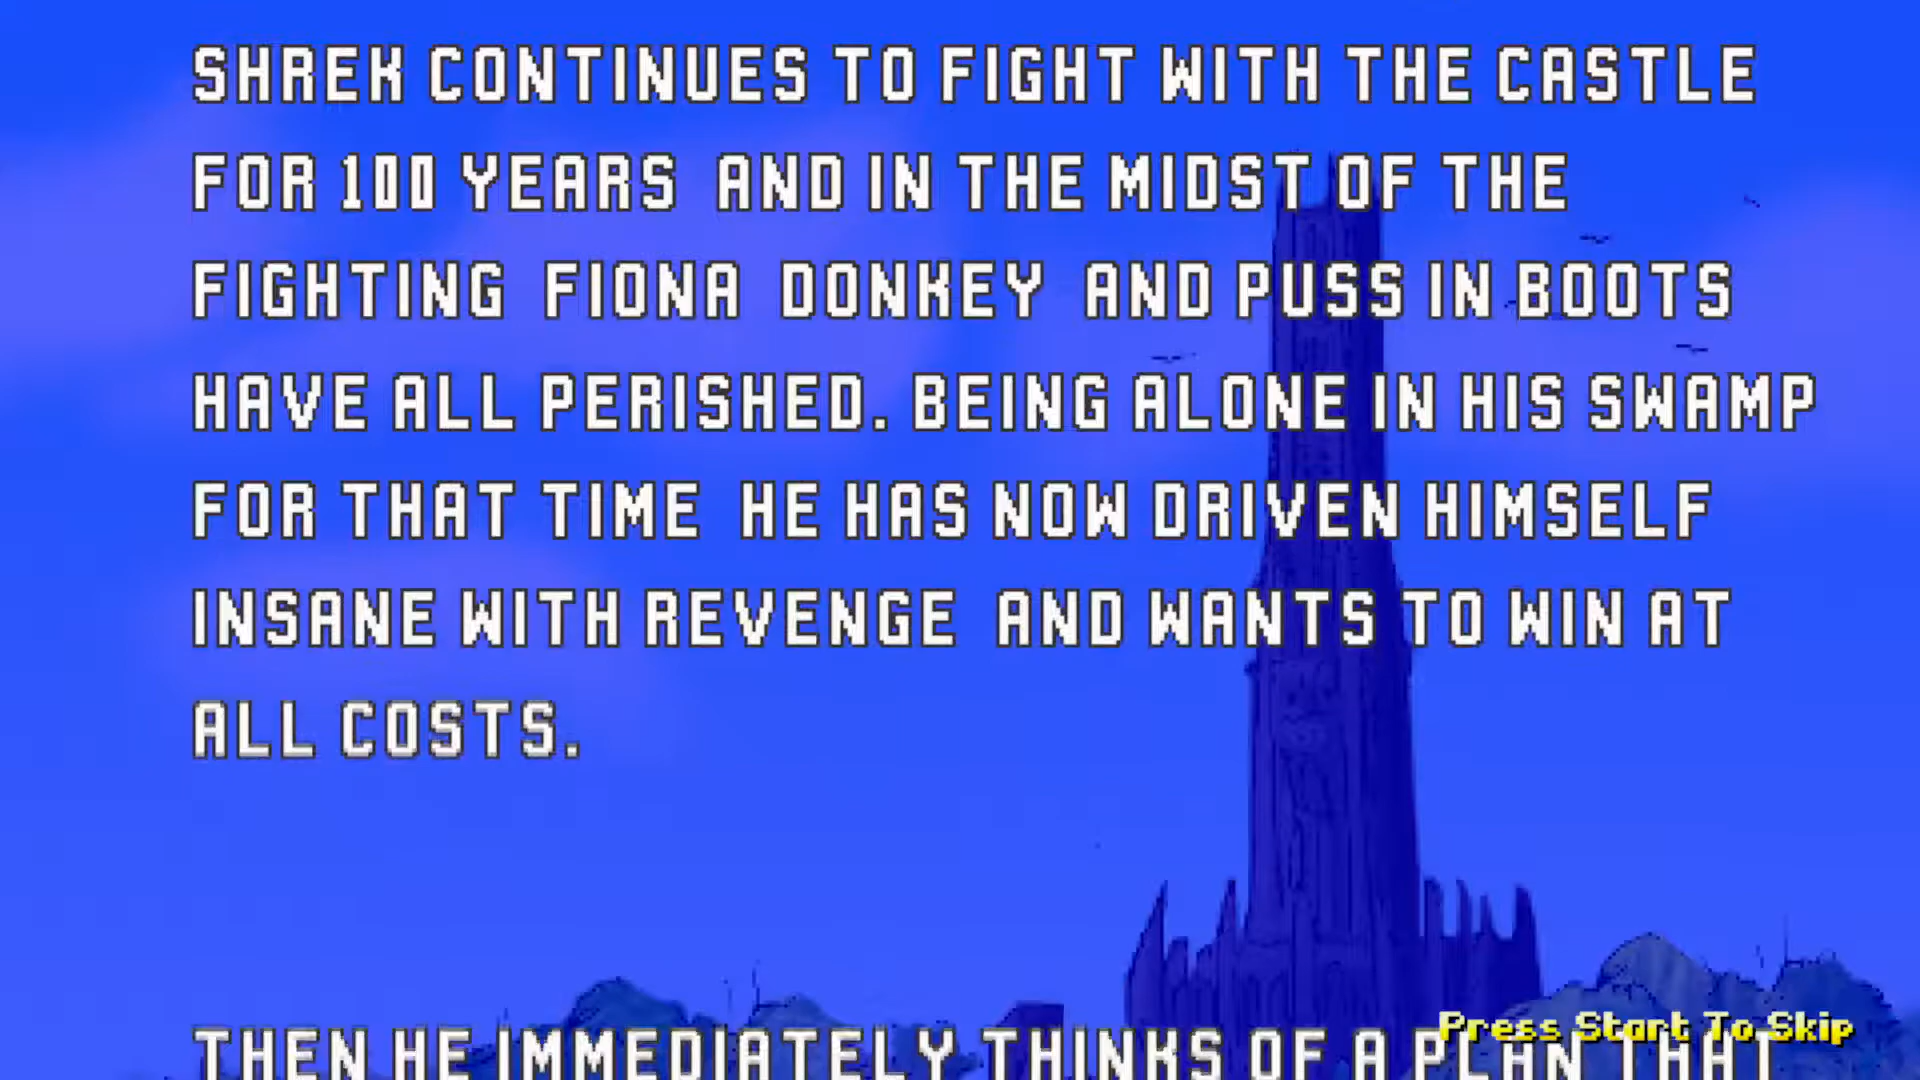 SHREK CONTINUES TO FIGHT WITH THE CASTLE
FOR 100 YEARS AND IN THE MIDST OF THE
FIGHTING FIONA DONKEY AND PUSS IN BOOTS
HAVE ALL PERISHED. BEING ALONE IN HIS SWAMP
FOR THAT TIME HE HAS NOW DRIVEN HIMSELF
INSANE WITH REVENGE AND WANTS TO WIN AT
ALL COSTS.
THEN HE IMMEDIATELY THINKS OF A PLAN THAT
Press Start To Skip